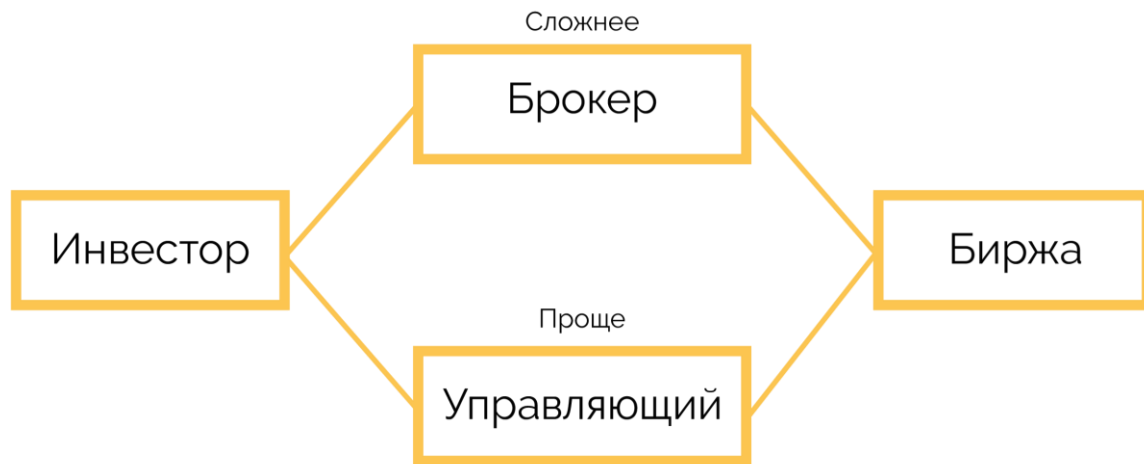 Сложнее
Брокер
Инвестор
Биржа
Проще
Управляющий